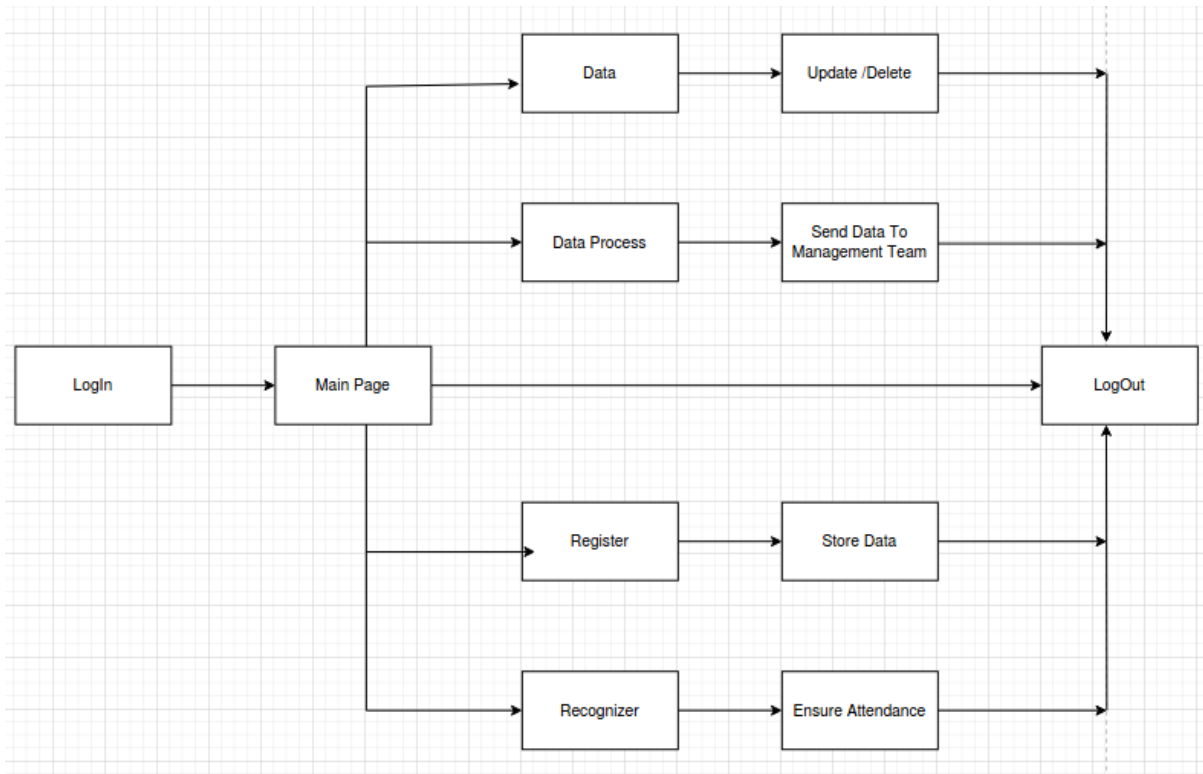 Data
Update /Delete
Data Process
Send Data To
Management Team
LogIn
Main Page
LogOut
Register
Store Data
Recognizer
Ensure Attendance